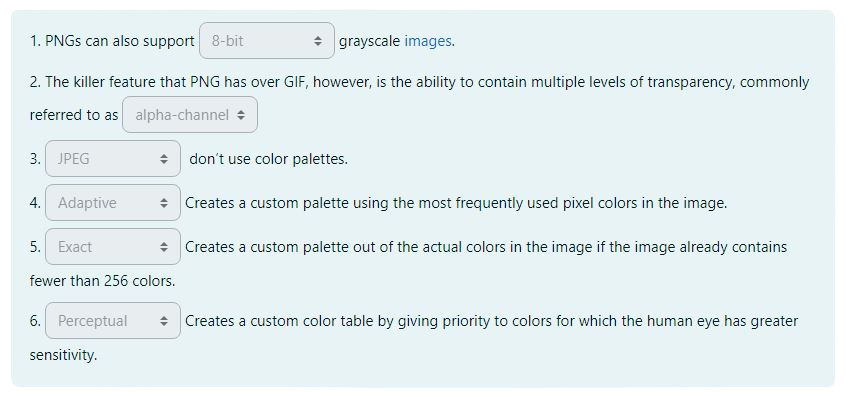 1. PNGs can also support 8-bit grayscale images.
2. The killer feature that PNG has over GIF, however, is the ability to contain multiple levels of transparency, commonly
referred to as alpha-channel
3. JPEG don't use color palettes.
4. Adaptive Creates a custom palette using the most frequently used pixel colors in the image.
5. Exact Creates a custom palette out of the actual colors in the image if the image already contains
fewer than 256 colors.
6. Perceptual Creates a custom color table by giving priority to colors for which the human eye has greater
sensitivity.